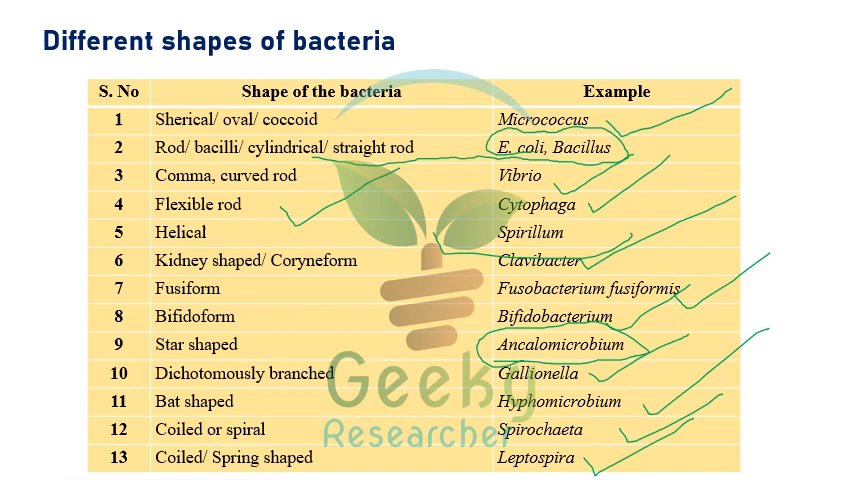 Different shapes of bacteria
S. No Shape of the bacteria Example
1 Sherical/ oval/ coccoid Micrococcus
2 Rod/ bacilli/ cylindrical/ straight rod E. coli, Bacillus
3 Comma, curved rod Vibrio
4 Flexible rod Cytophaga
5 Helical Spirillum
6 Kidney shaped/ Coryneform Clavibacter
7 Fusiform Fusobacterium fusiformis
8 Bifidoform Bifidobacterium
9 Star shaped Ancalomicrobium
10 Dichotomously branched Gallionella
11 Bat shaped Hyphomicrobium
12 Coiled or spiral Spirochaeta
13 Coiled/ Spring shaped Leptospira
Geeky
Researcher